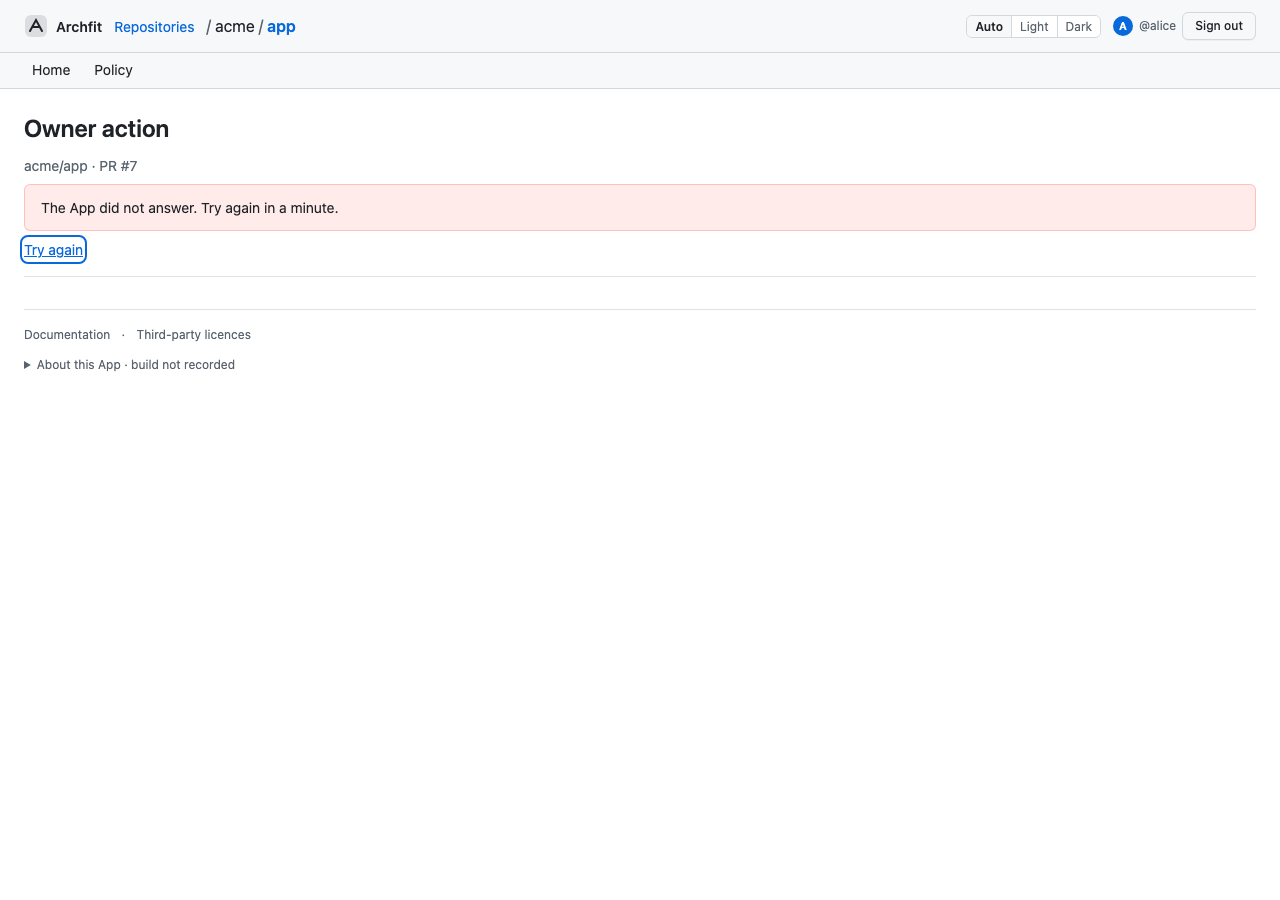 Archfit Repositories / acme / app Auto Light Dark A @alice Sign out
Home Policy
Owner action
acme/app · PR #7
The App did not answer. Try again in a minute.
Try again
Documentation · Third-party licences
About this App · build not recorded